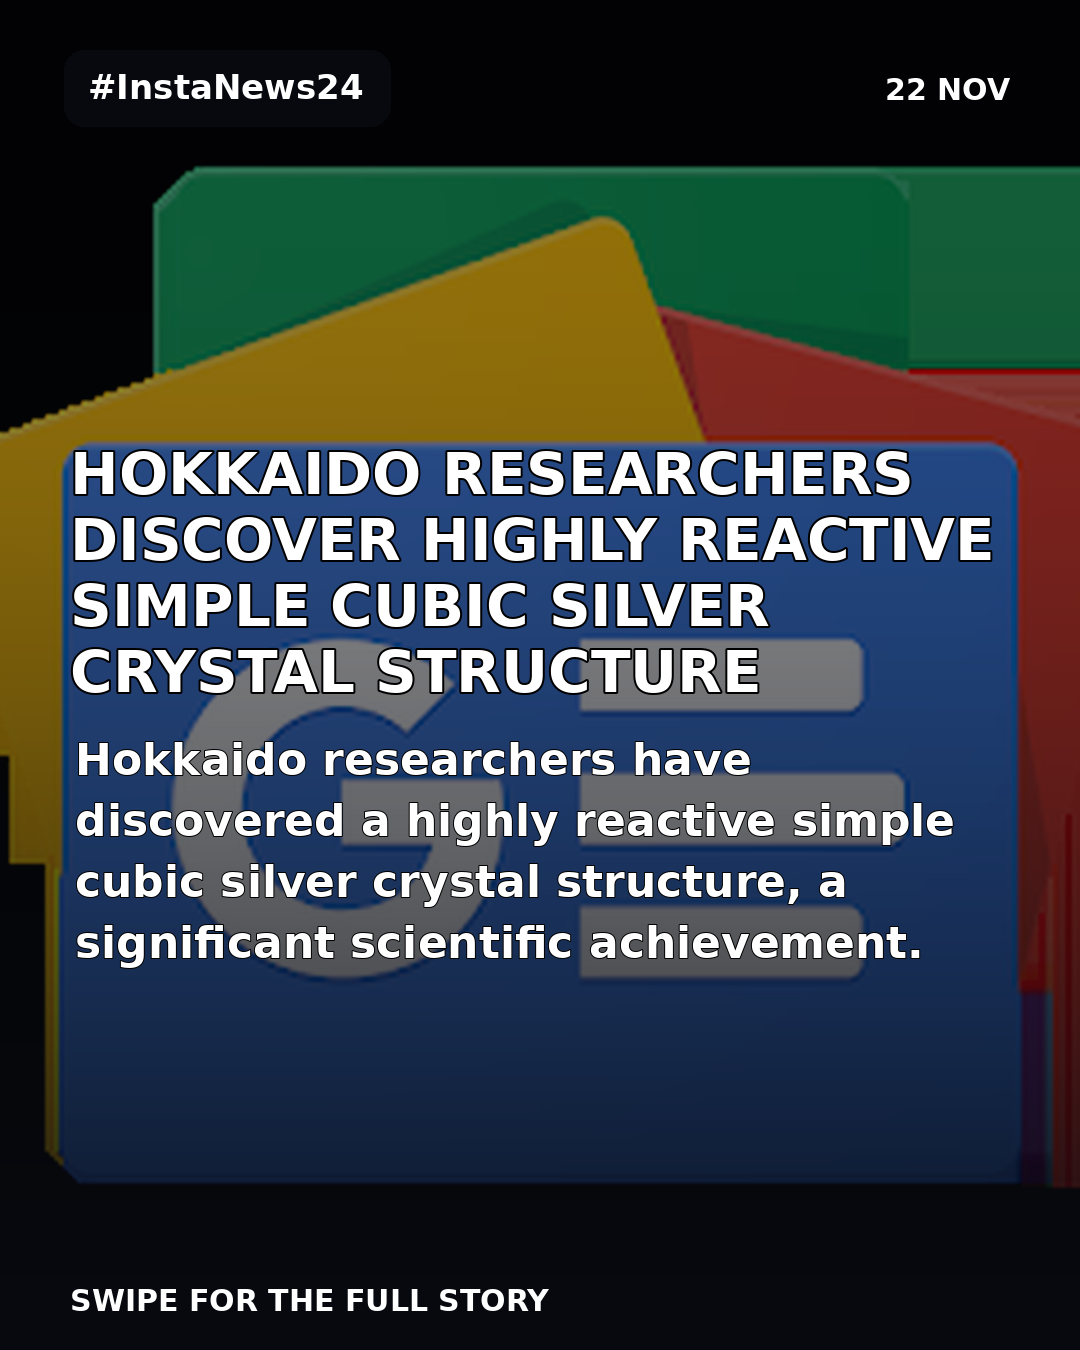 #InstaNews24
22 NOV
HOKKAIDO RESEARCHERS
DISCOVER HIGHLY REACTIVE
SIMPLE CUBIC SILVER
CRYSTAL STRUCTURE
Hokkaido researchers have
discovered a highly reactive simple
cubic silver crystal structure, a
significant scientific achievement.
SWIPE FOR THE FULL STORY